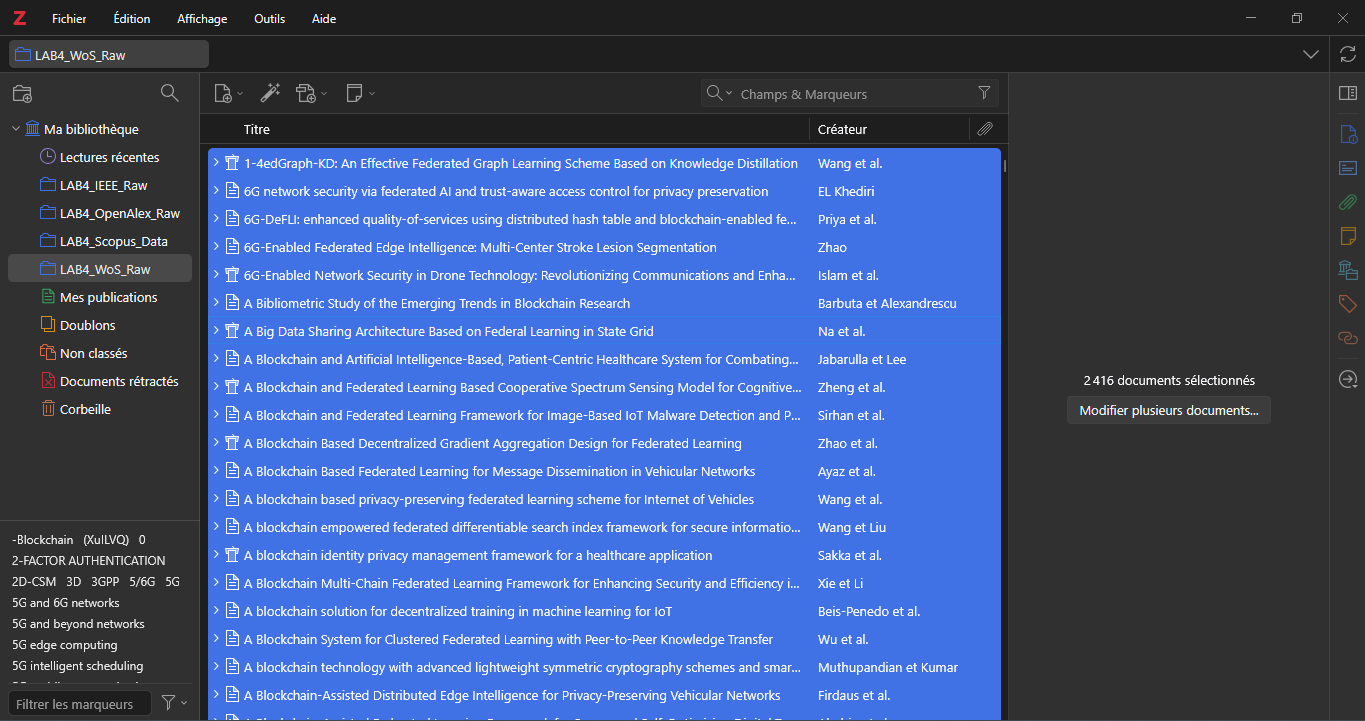 Z Fichier Édition Affichage Outils Aide
LAB4_WoS_Raw
Champs & Marqueurs
Ma bibliothèque
Lectures récentes
LAB4_IEEE_Raw
LAB4_OpenAlex_Raw
LAB4_Scopus_Data
LAB4_WoS_Raw
Mes publications
Doublons
Non classés
Documents rétractés
Corbeille
-Blockchain (XuILVQ) 0
2-FACTOR AUTHENTICATION
2D-CSM 3D 3GPP 5/6G 5G
5G and 6G networks
5G and beyond networks
5G edge computing
5G intelligent scheduling
Filtrer les marqueurs
Titre Créateur
1-4edGraph-KD: An Effective Federated Graph Learning Scheme Based on Knowledge Distillation Wang et al.
6G network security via federated AI and trust-aware access control for privacy preservation EL Khediri
6G-DeFLI: enhanced quality-of-services using distributed hash table and blockchain-enabled fe... Priya et al.
6G-Enabled Federated Edge Intelligence: Multi-Center Stroke Lesion Segmentation Zhao
6G-Enabled Network Security in Drone Technology: Revolutionizing Communications and Enha... Islam et al.
A Bibliometric Study of the Emerging Trends in Blockchain Research Barbuta et Alexandrescu
A Big Data Sharing Architecture Based on Federal Learning in State Grid Na et al.
A Blockchain and Artificial Intelligence-Based, Patient-Centric Healthcare System for Combating... Jabarulla et Lee
A Blockchain and Federated Learning Based Cooperative Spectrum Sensing Model for Cognitive... Zheng et al.
A Blockchain and Federated Learning Framework for Image-Based IoT Malware Detection and P... Sirhan et al.
A Blockchain Based Decentralized Gradient Aggregation Design for Federated Learning Zhao et al.
A Blockchain Based Federated Learning for Message Dissemination in Vehicular Networks Ayaz et al.
A blockchain based privacy-preserving federated learning scheme for Internet of Vehicles Wang et al.
A blockchain empowered federated differentiable search index framework for secure informatio... Wang et Liu
A blockchain identity privacy management framework for a healthcare application Sakka et al.
A Blockchain Multi-Chain Federated Learning Framework for Enhancing Security and Efficiency i... Xie et Li
A blockchain solution for decentralized training in machine learning for IoT Beis-Penedo et al.
A Blockchain System for Clustered Federated Learning with Peer-to-Peer Knowledge Transfer Wu et al.
A blockchain technology with advanced lightweight symmetric cryptography schemes and smar... Muthupandian et Kumar
A Blockchain-Assisted Distributed Edge Intelligence for Privacy-Preserving Vehicular Networks Firdaus et al.
2 416 documents sélectionnés
Modifier plusieurs documents...